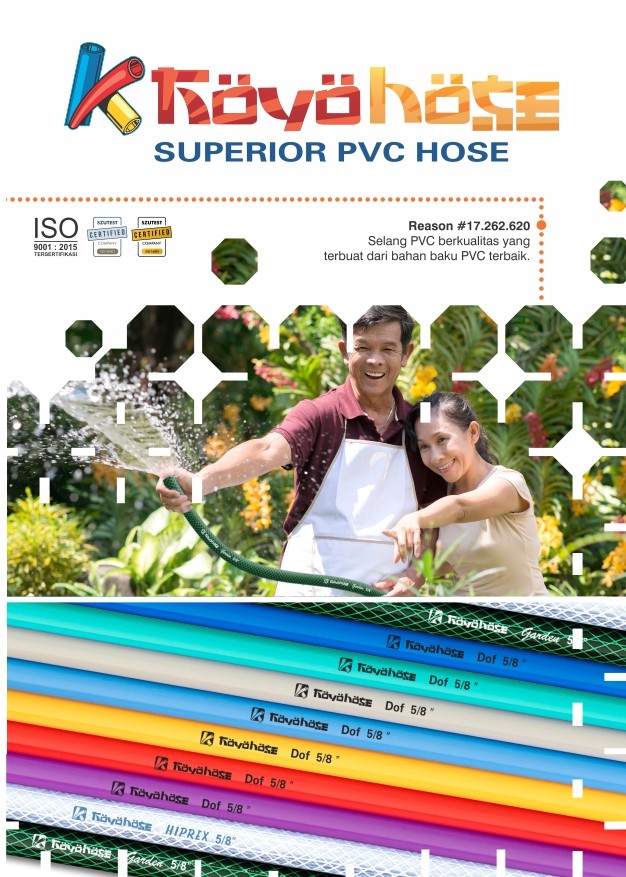 Köyöhöse
SUPERIOR PVC HOSE
ISO
9001 : 2015
TERSERTIFIKASI
SZUTEST
CERTIFIED
COMPANY
SZUTEST
CERTIFIED
COMPANY
Reason #17.262.620
Selang PVC berkualitas yang
terbuat dari bahan baku PVC terbaik.
Köyöhöse Garden 5
Köyöhöse Dof 5/8 "
Köyöhöse Dof 5/8 "
Köyöhöse Dof 5/8 "
Köyöhöse Dof 5/8 "
Köyöhöse Dof 5/8 "
Köyöhöse Dof 5/8 "
Köyöhöse Dof 5/8 "
Köyöhöse HIPREX 5/8"
Köyöhöse Garden 5/8"